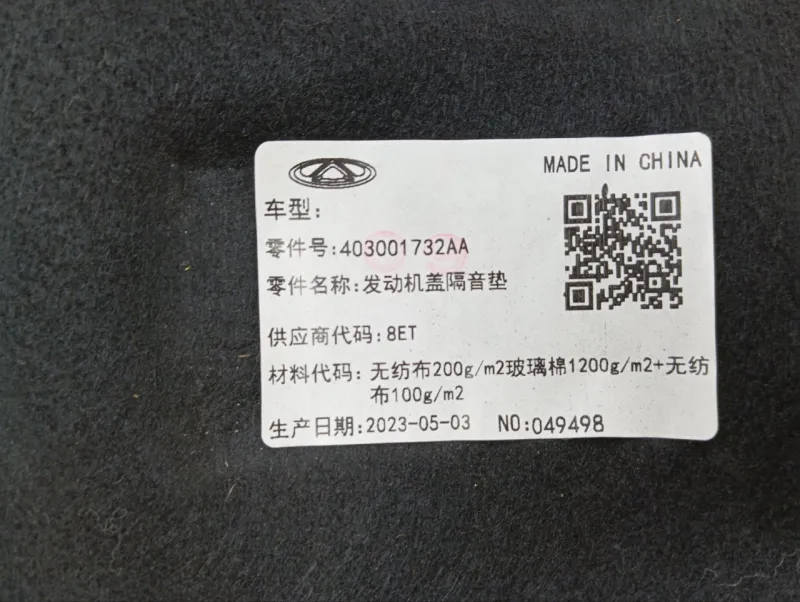 MADE IN CHINA
车型:
零件号:403001732AA
零件名称:发动机盖隔音垫
供应商代码:8ET
材料代码: 无纺布200g/m2玻璃棉1200g/m2+无纺
布100g/m2
生产日期:2023-05-03 NO:049498